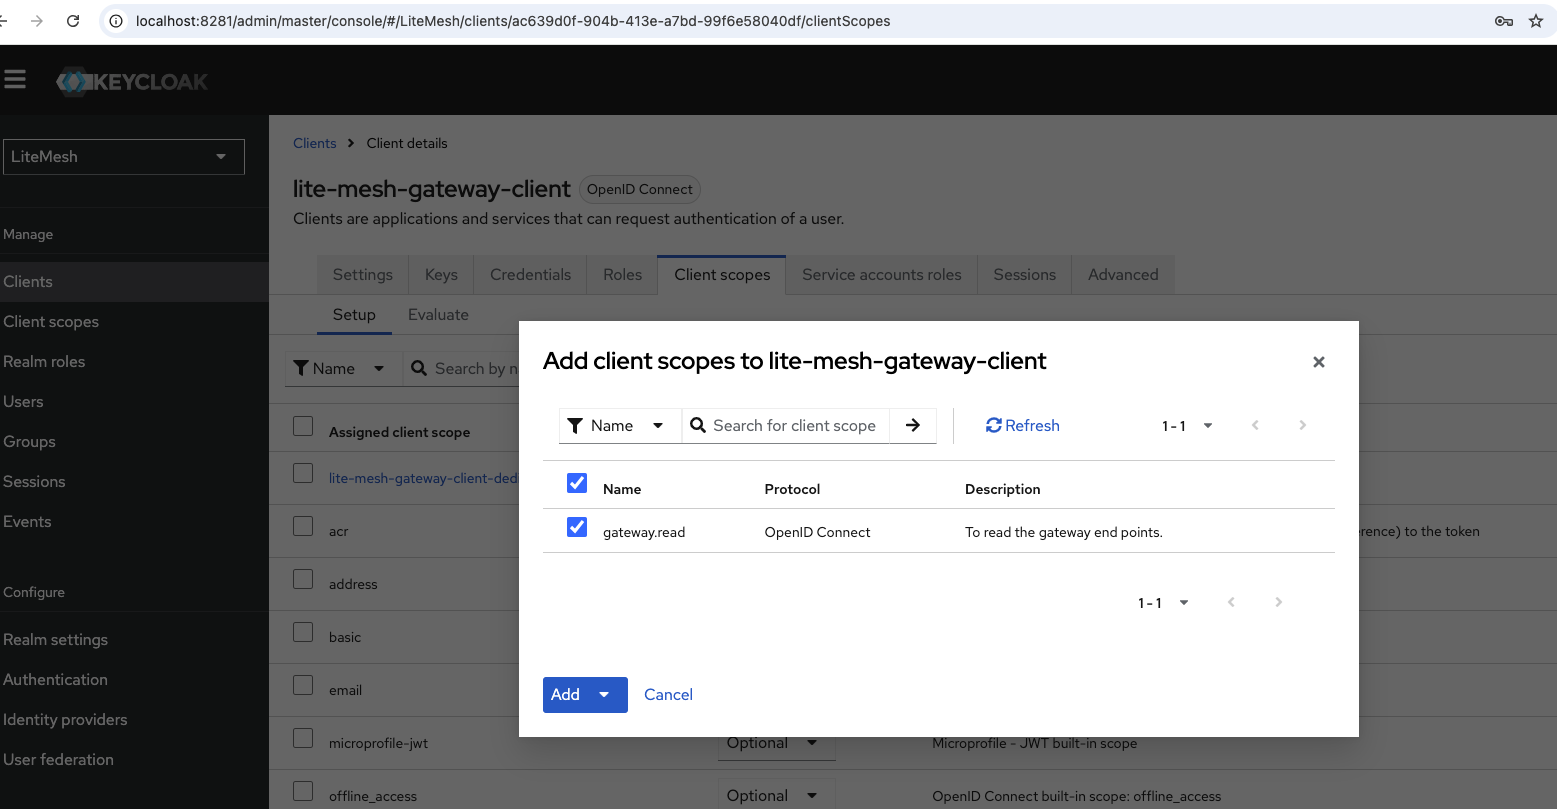 localhost:8281/admin/master/console/#/LiteMesh/clients/ac639d0f-904b-413e-a7bd-99f6e58040df/clientScopes
KEYCLOAK
LiteMesh
Manage
Clients
Client scopes
Realm roles
Users
Groups
Sessions
Events
Configure
Realm settings
Authentication
Identity providers
User federation
Clients > Client details
lite-mesh-gateway-client OpenID Connect
Clients are applications and services that can request authentication of a user.
Settings Keys Credentials Roles Client scopes Service accounts roles Sessions Advanced
Setup Evaluate
Name Search by n
Assigned client scope
lite-mesh-gateway-client-ded
acr erence) to the token
address
basic
email
microprofile-jwt Optional Microprofile - JWT built-in scope
offline_access Optional OpenID Connect built-in scope: offline_access
Add client scopes to lite-mesh-gateway-client
Name Search for client scope Refresh 1 - 1
Name Protocol Description
gateway.read OpenID Connect To read the gateway end points.
1 - 1
Add Cancel